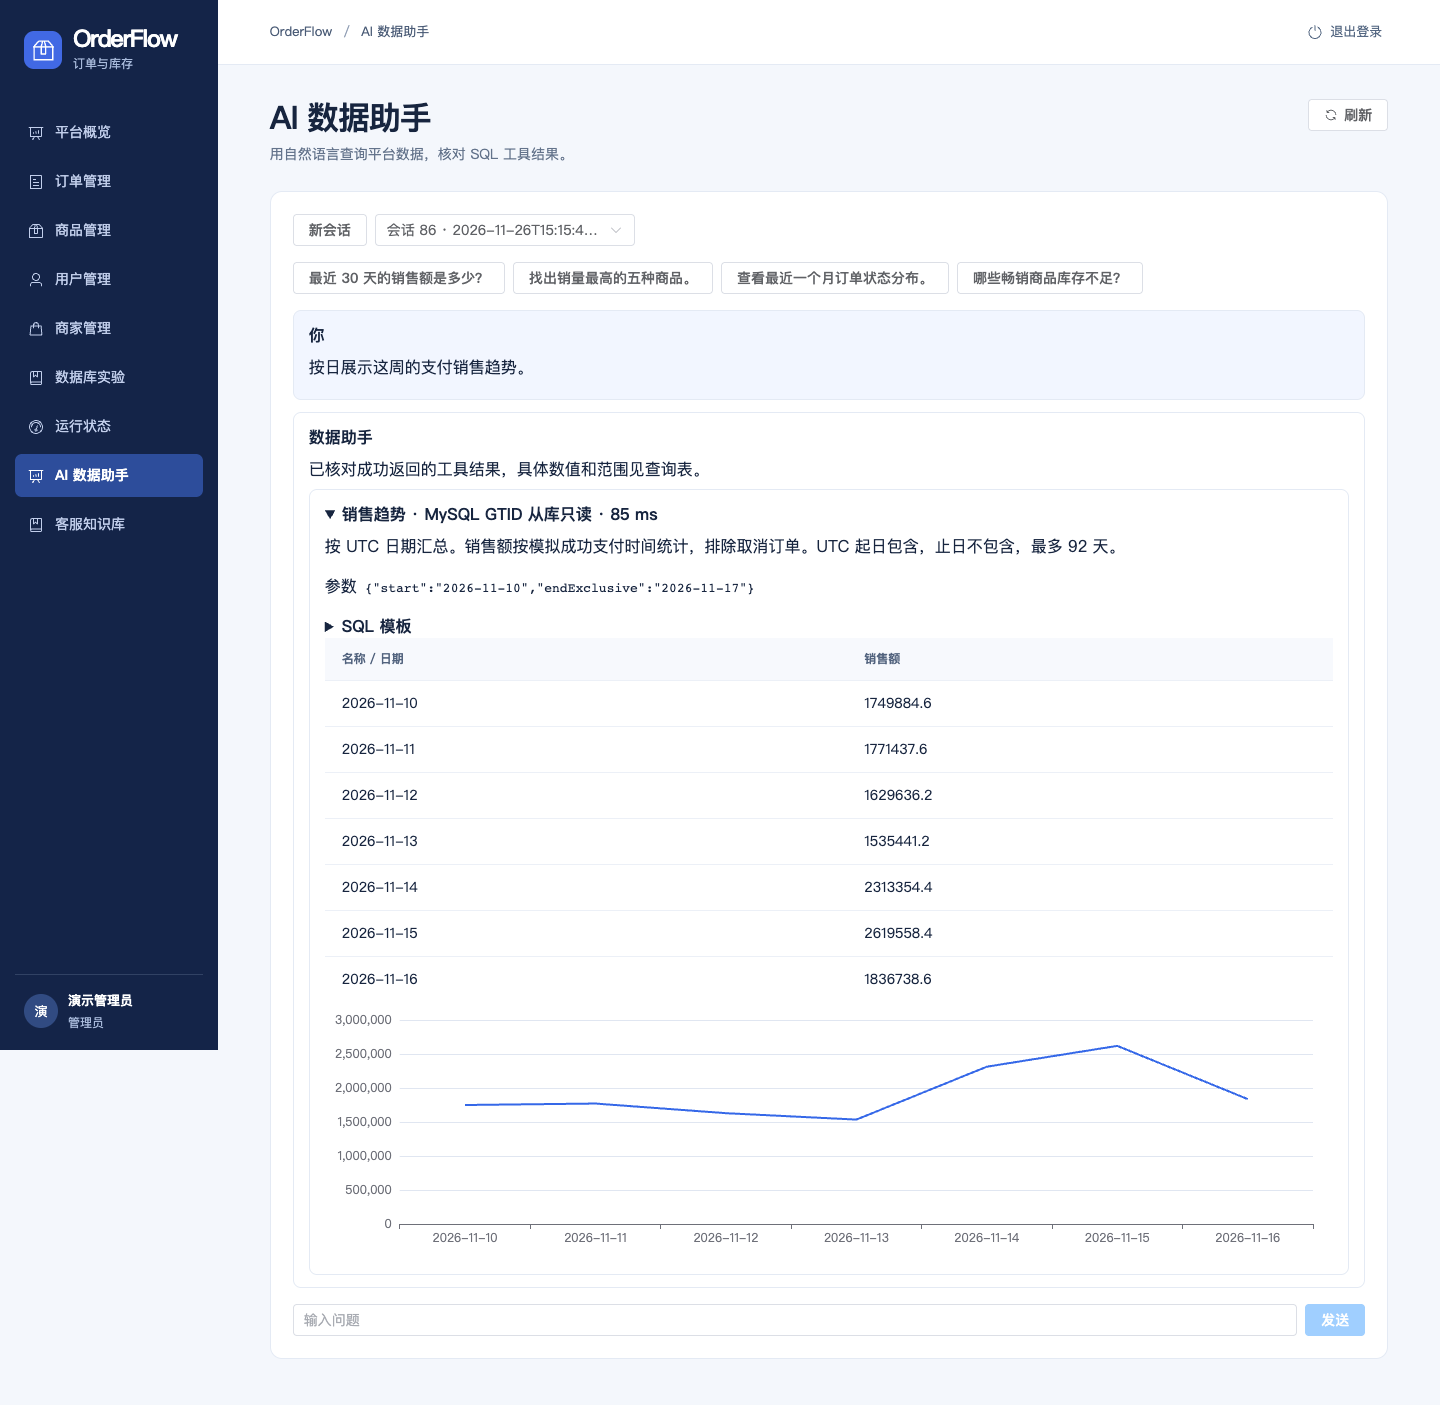 OrderFlow
订单与库存
平台概览
订单管理
商品管理
用户管理
商家管理
数据库实验
运行状态
AI 数据助手
客服知识库
演
演示管理员
管理员
OrderFlow / AI 数据助手
退出登录
AI 数据助手
刷新
用自然语言查询平台数据，核对 SQL 工具结果。
新会话
会话 86 · 2026-11-26T15:15:4...
最近 30 天的销售额是多少？
找出销量最高的五种商品。
查看最近一个月订单状态分布。
哪些畅销商品库存不足？
你
按日展示这周的支付销售趋势。
数据助手
已核对成功返回的工具结果，具体数值和范围见查询表。
▼ 销售趋势 · MySQL GTID 从库只读 · 85 ms
按 UTC 日期汇总。销售额按模拟成功支付时间统计，排除取消订单。UTC 起日包含，止日不包含，最多 92 天。
参数 {"start":"2026-11-10","endExclusive":"2026-11-17"}
▶ SQL 模板
名称 / 日期 销售额
2026-11-10 1749884.6
2026-11-11 1771437.6
2026-11-12 1629636.2
2026-11-13 1535441.2
2026-11-14 2313354.4
2026-11-15 2619558.4
2026-11-16 1836738.6
3,000,000
2,500,000
2,000,000
1,500,000
1,000,000
500,000
0
2026-11-10 2026-11-11 2026-11-12 2026-11-13 2026-11-14 2026-11-15 2026-11-16
输入问题
发送